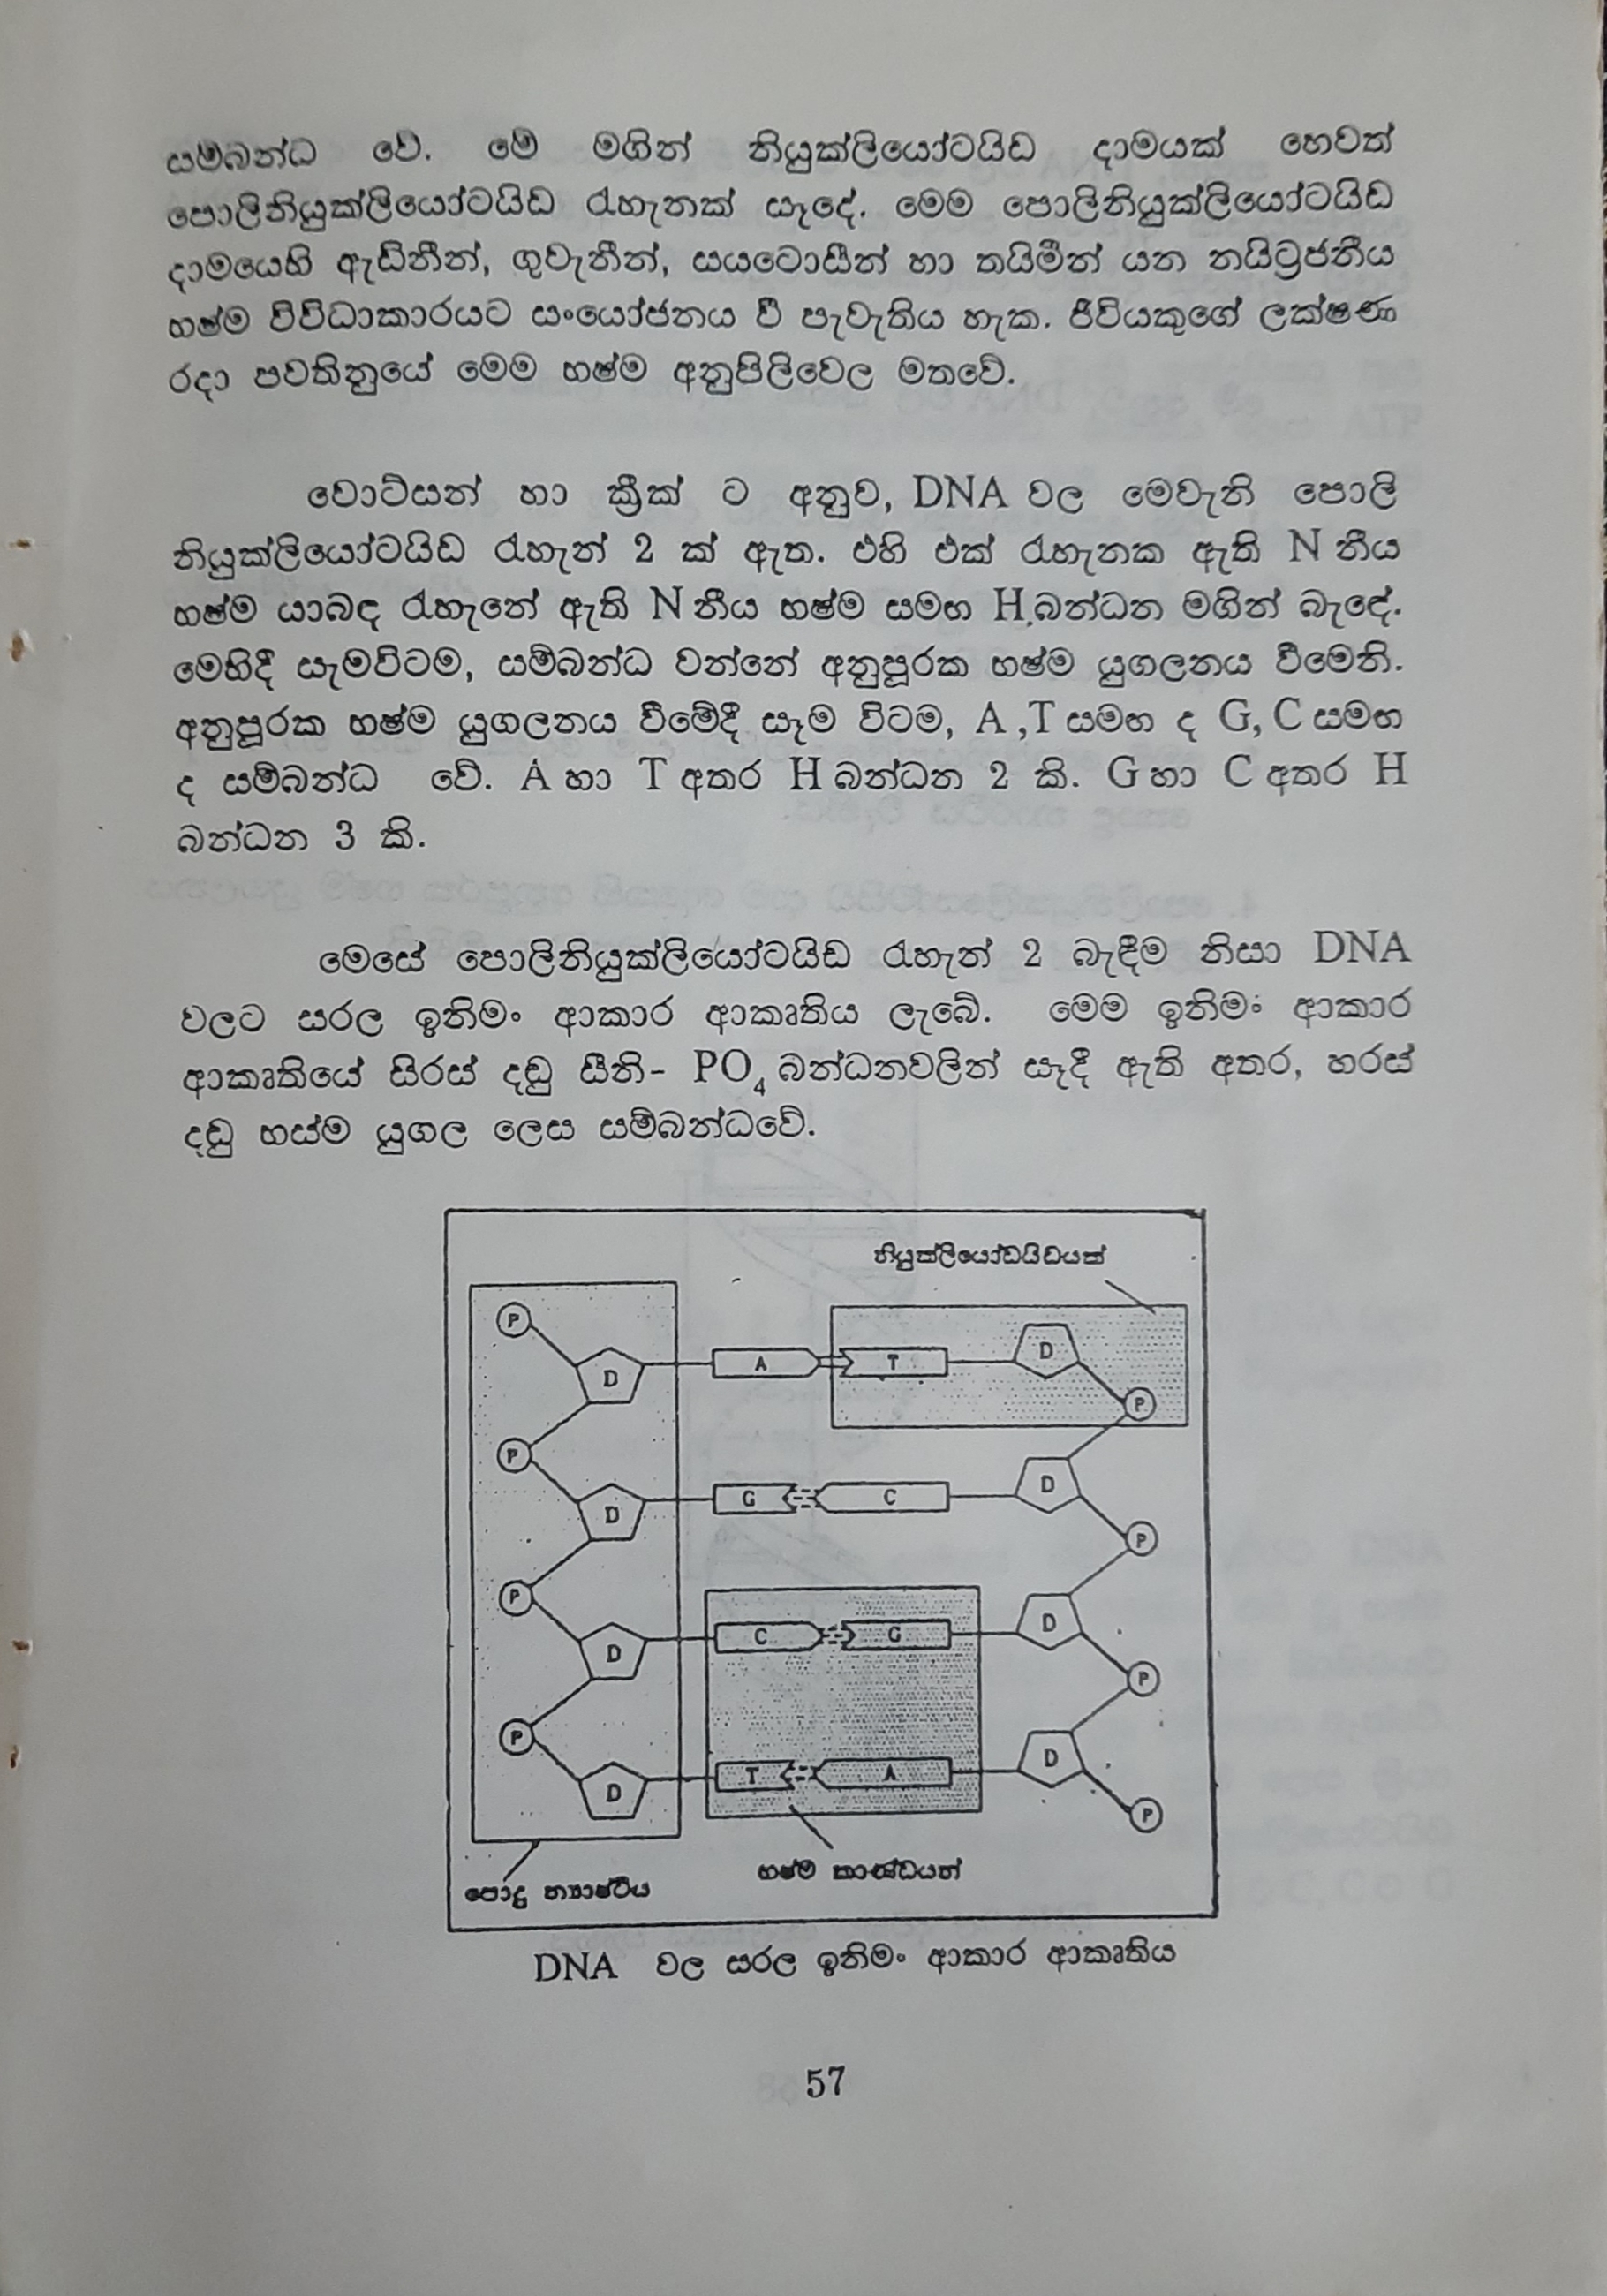 සම්බන්ධ වේ. මේ මගින් නියුක්ලියෝටයිඩ දාමයක් හෙවත්
පොලිනියුක්ලියෝටයිඩ රැහැනක් සෑදේ. මෙම පොලිනියුක්ලියෝටයිඩ
දාමයෙහි ඇඩිනීන්, ගුවැනීන්, සයටොසීන් හා තයිමීන් යන නයිට්‍රජනීය
භෂ්ම විවිධාකාරයට සංයෝජනය වී පැවැතිය හැක. ජීවියකුගේ ලක්ෂණ
රදා පවතිනුයේ මෙම භෂ්ම අනුපිලිවෙල මතවේ.
වොට්සන් හා ක්‍රීක් ට අනුව, DNA වල මෙවැනි පොලි
නියුක්ලියෝටයිඩ රැහැන් 2 ක් ඇත. එහි එක් රැහැනක ඇති N නීය
භෂ්ම යාබඳ රැහැනේ ඇති N නීය භෂ්ම සමඟ H බන්ධන මගින් බැඳේ.
මෙහිදී සැමවිටම, සම්බන්ධ වන්නේ අනුපූරක භෂ්ම යුගලනය වීමෙනි.
අනුපූරක භෂ්ම යුගලනය වීමේදී සෑම විටම, A ,T සමඟ ද G, C සමඟ
ද සම්බන්ධ වේ. A හා T අතර H බන්ධන 2 කි. G හා C අතර H
බන්ධන 3 කි.
මෙසේ පොලිනියුක්ලියෝටයිඩ රැහැන් 2 බැඳීම නිසා DNA
වලට සරල ඉනිමං ආකාර ආකෘතිය ලැබේ. මෙම ඉනිමං ආකාර
ආකෘතියේ සිරස් දඬු සීනි- PO₄ බන්ධනවලින් සෑදී ඇති අතර, හරස්
දඬු භස්ම යුගල ලෙස සම්බන්ධවේ.
නියුක්ලියෝඩයිඩයක්
P
D A T D
P
P
D G C D
P
P
D C G D
P
P
D T A D
P
භෂ්ම කාණ්ඩයන්
පොදු න්‍යාෂ්ටිය
DNA වල සරල ඉනිමං ආකාර ආකෘතිය
57